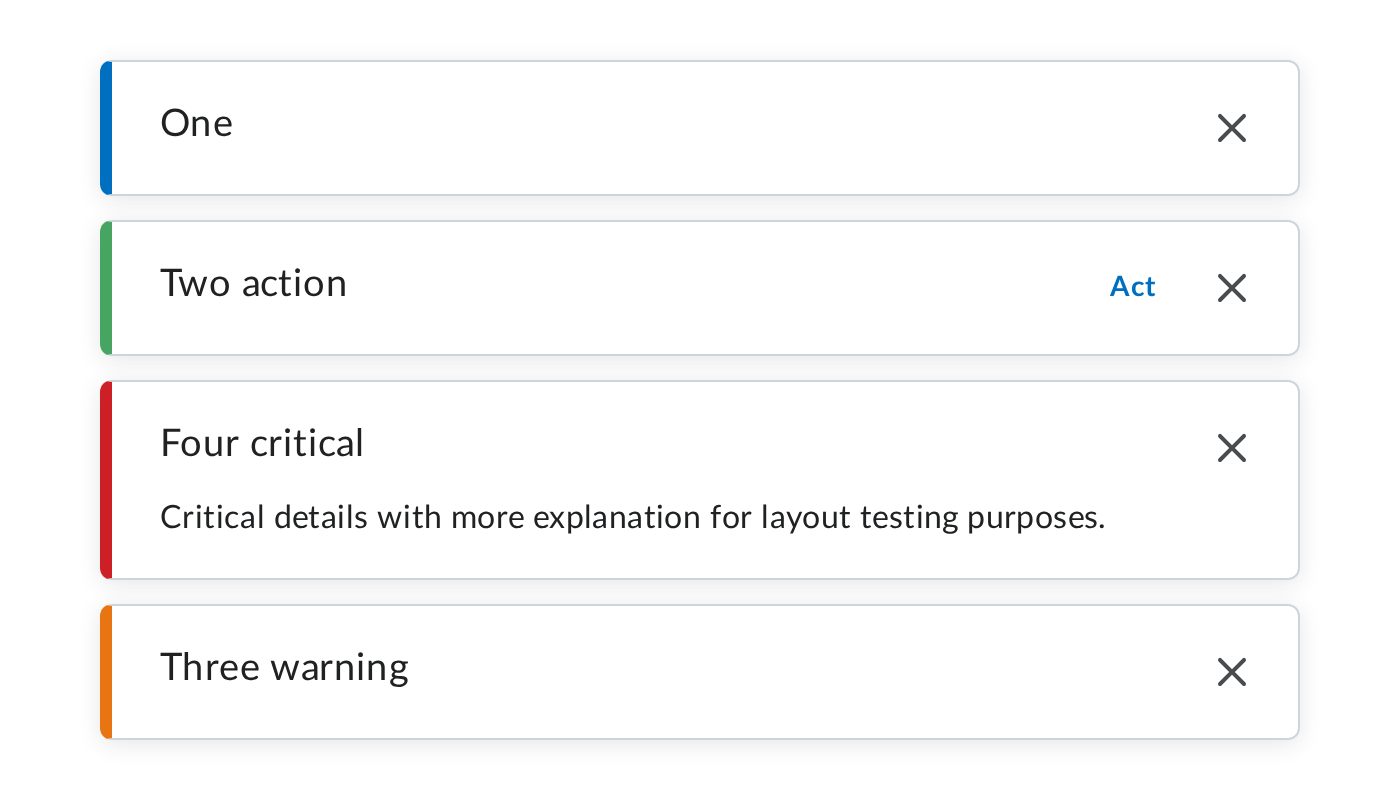 One
Two action Act
Four critical
Critical details with more explanation for layout testing purposes.
Three warning